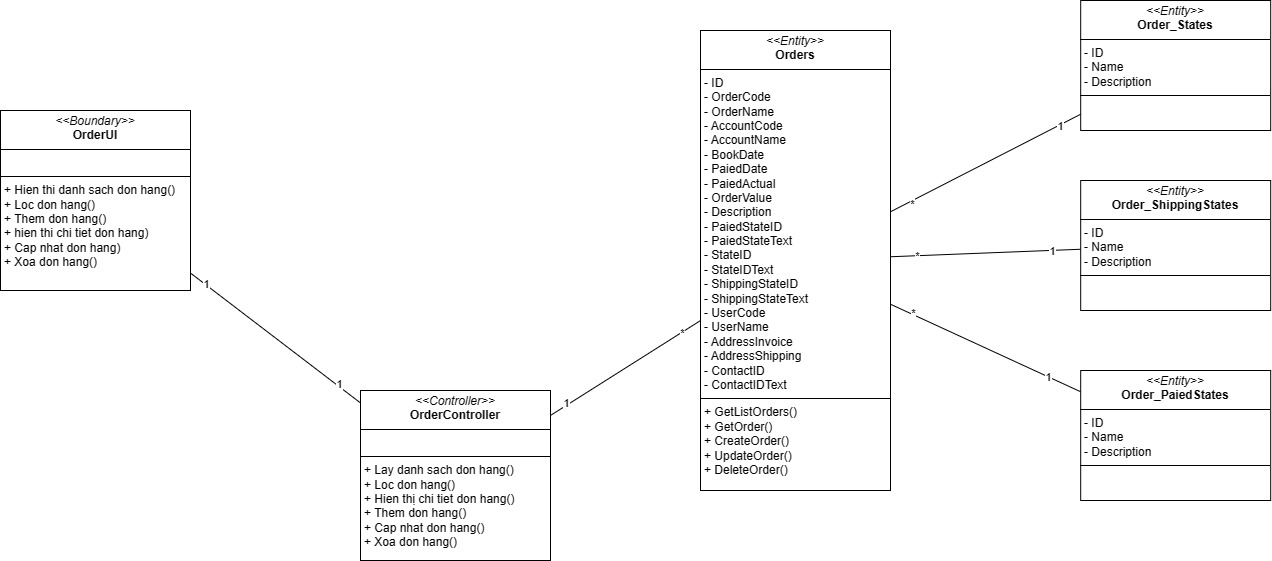 <<Boundary>>
OrderUI
+ Hien thi danh sach don hang()
+ Loc don hang()
+ Them don hang()
+ hien thi chi tiet don hang)
+ Cap nhat don hang)
+ Xoa don hang()
1
1
<<Controller>>
OrderController
+ Lay danh sach don hang()
+ Loc don hang()
+ Hien thị chi tiet don hang()
+ Them don hang()
+ Cap nhat don hang()
+ Xoa don hang()
1
*
<<Entity>>
Orders
- ID
- OrderCode
- OrderName
- AccountCode
- AccountName
- BookDate
- PaiedDate
- PaiedActual
- OrderValue
- Description
- PaiedStateID
- PaiedStateText
- StateID
- StateIDText
- ShippingStateID
- ShippingStateText
- UserCode
- UserName
- AddressInvoice
- AddressShipping
- ContactID
- ContactIDText
+ GetListOrders()
+ GetOrder()
+ CreateOrder()
+ UpdateOrder()
+ DeleteOrder()
*
1
*
1
*
1
<<Entity>>
Order_States
- ID
- Name
- Description
<<Entity>>
Order_ShippingStates
- ID
- Name
- Description
<<Entity>>
Order_PaiedStates
- ID
- Name
- Description